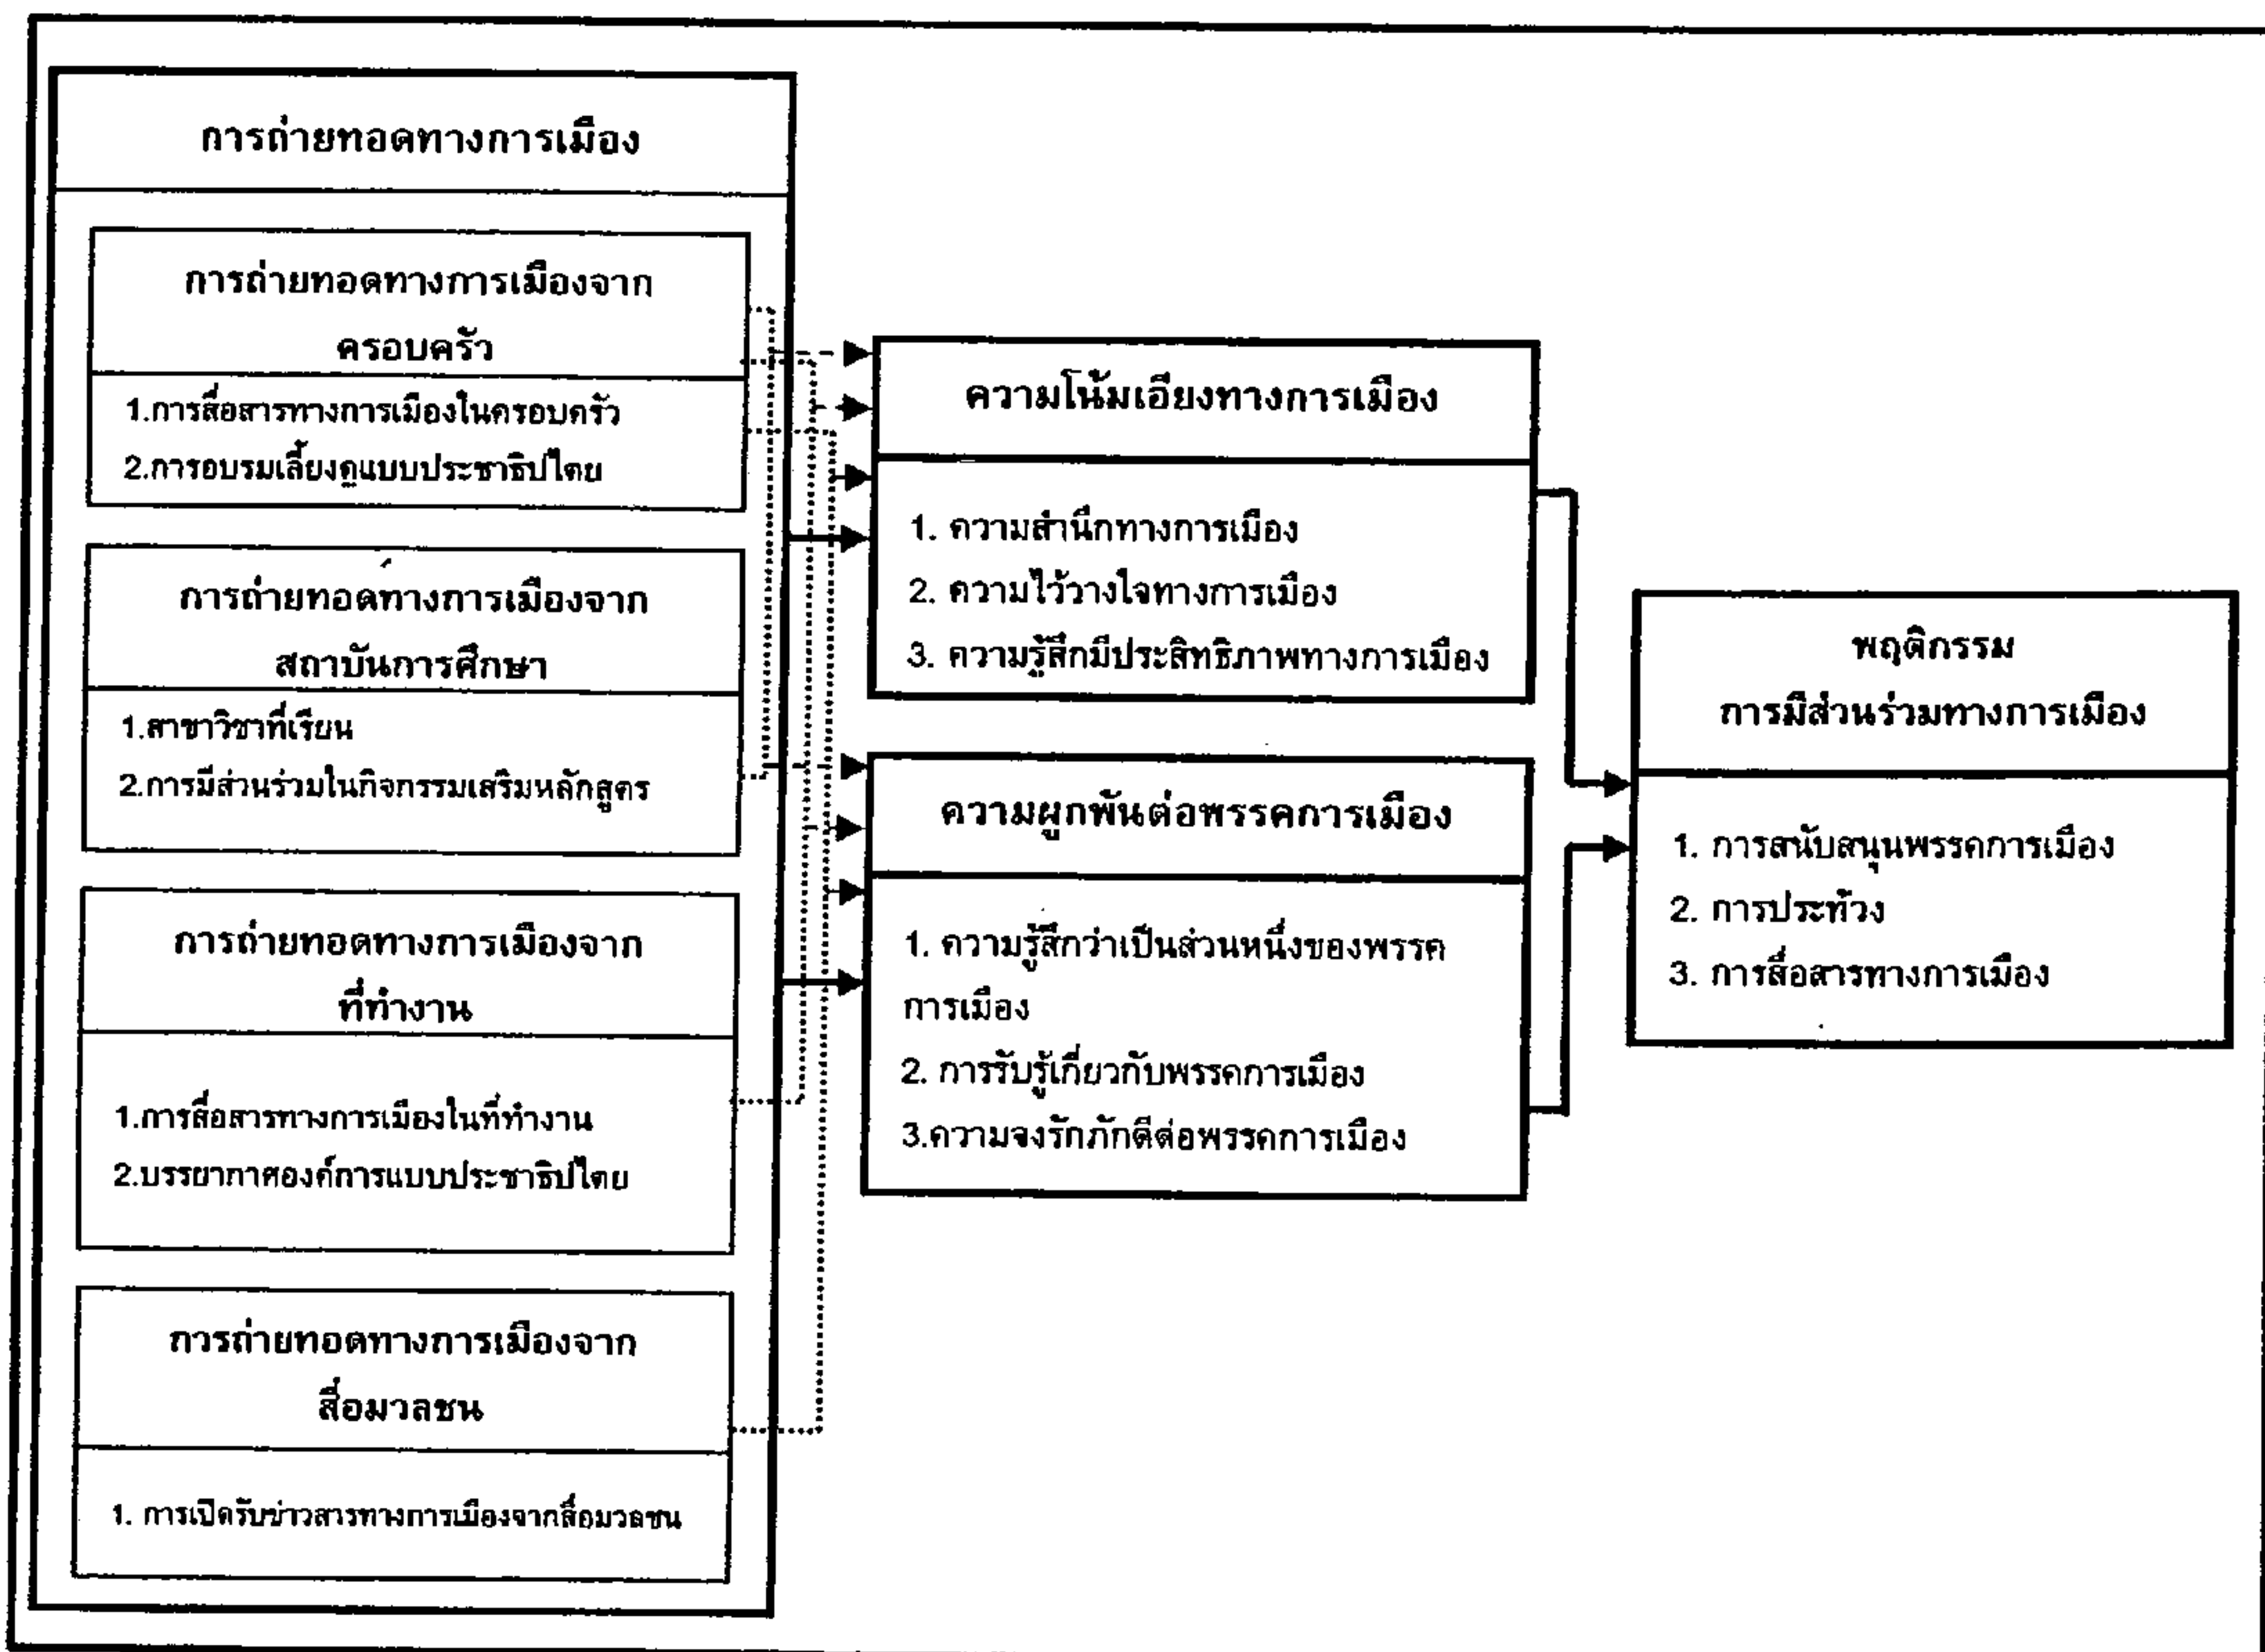 การถ่ายทอดทางการเมือง
การถ่ายทอดทางการเมืองจาก
ครอบครัว
1.การสื่อสารทางการเมืองในครอบครัว
2.การอบรมเลี้ยงดูแบบประชาธิปไตย
การถ่ายทอดทางการเมืองจาก
สถาบันการศึกษา
1.สาขาวิชาที่เรียน
2.การมีส่วนร่วมในกิจกรรมเสริมหลักสูตร
การถ่ายทอดทางการเมืองจาก
ที่ทำงาน
1.การสื่อสารทางการเมืองในที่ทำงาน
2.บรรยากาศองค์การแบบประชาธิปไตย
การถ่ายทอดทางการเมืองจาก
สื่อมวลชน
1. การเปิดรับข่าวสารทางการเมืองจากสื่อมวลชน
ความโน้มเอียงทางการเมือง
1. ความสำนึกทางการเมือง
2. ความไว้วางใจทางการเมือง
3. ความรู้สึกมีประสิทธิภาพทางการเมือง
ความผูกพันต่อพรรคการเมือง
1. ความรู้สึกว่าเป็นส่วนหนึ่งของพรรค
การเมือง
2. การรับรู้เกี่ยวกับพรรคการเมือง
3.ความจงรักภักดีต่อพรรคการเมือง
พฤติกรรม
การมีส่วนร่วมทางการเมือง
1. การสนับสนุนพรรคการเมือง
2. การประท้วง
3. การสื่อสารทางการเมือง